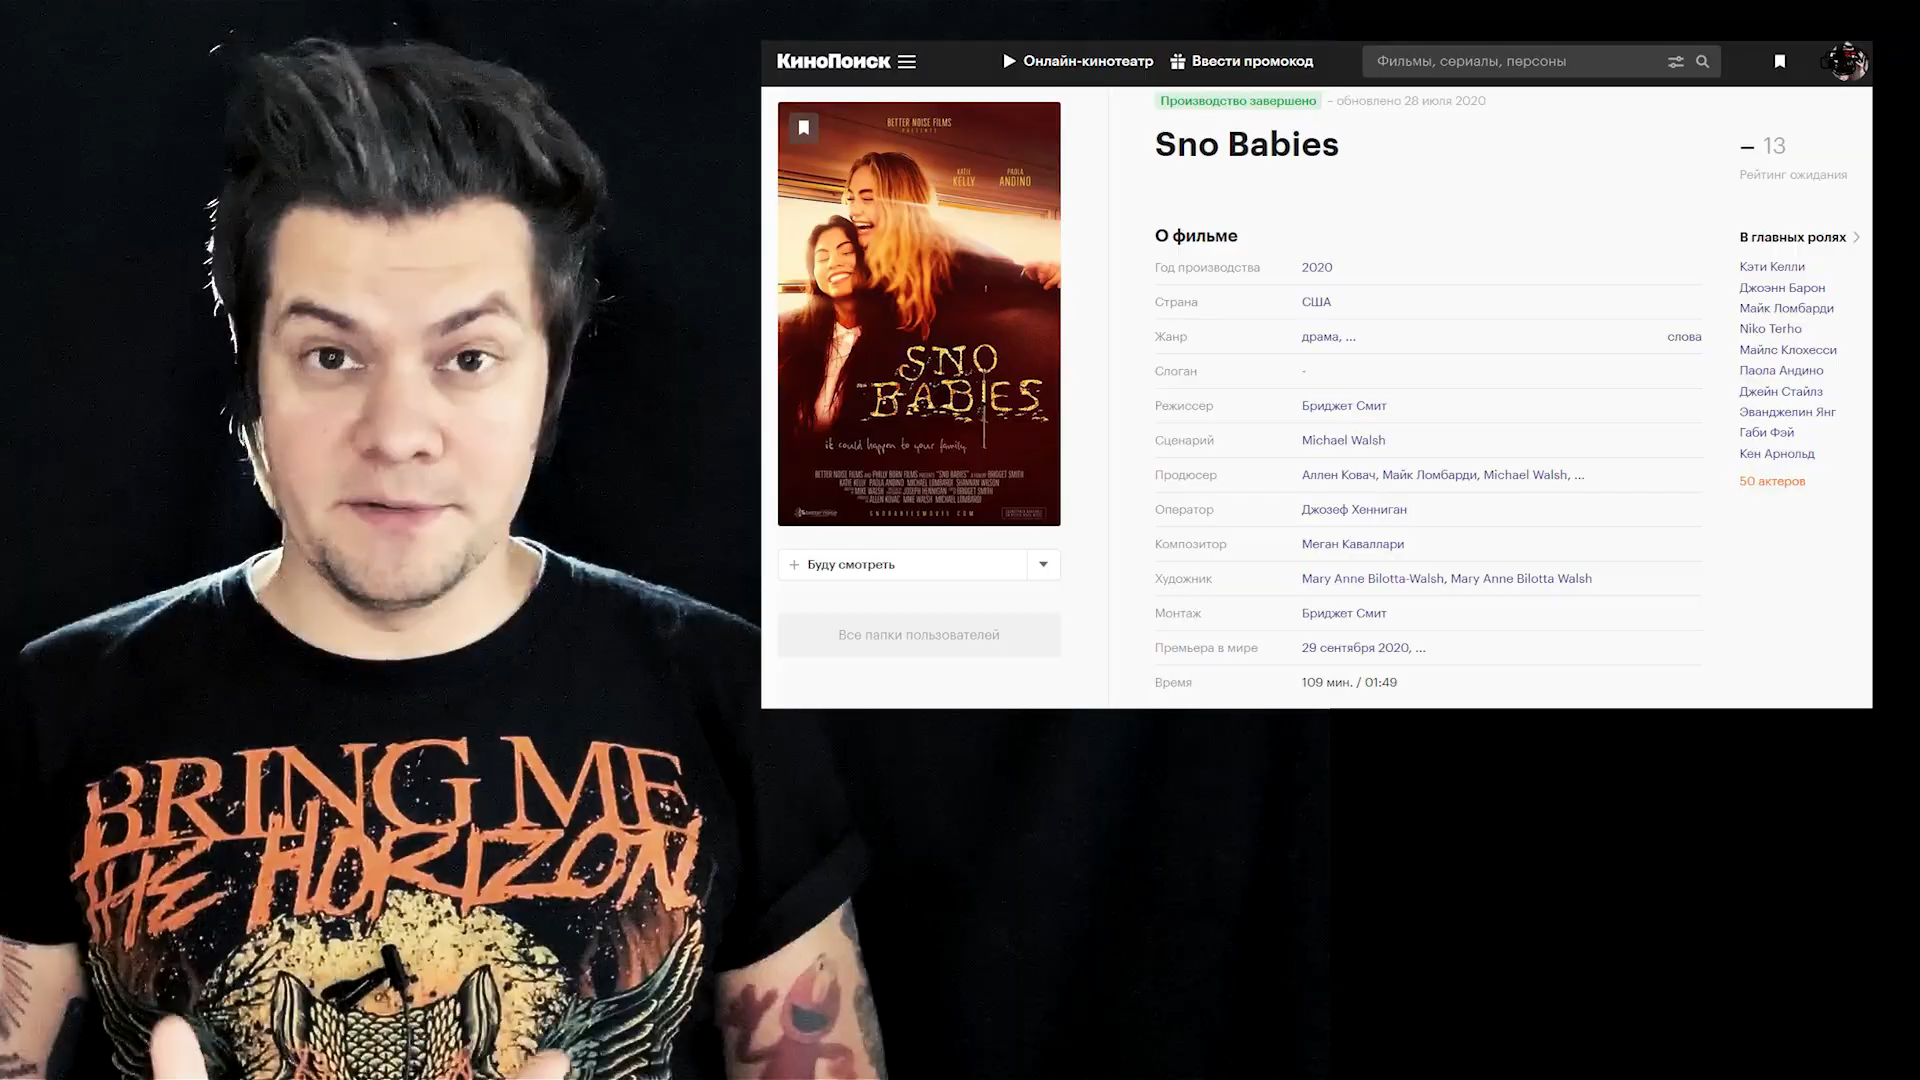 КиноПоиск
Онлайн-кинотеатр
Ввести промокод
Фильмы, сериалы, персоны
Производство завершено – обновлено 28 июля 2020
Sno Babies
– 13
Рейтинг ожидания
BETTER NOISE FILMS
PRESENTS
KATIE KELLY
PAOLA ANDINO
SNO
BABIES
it could happen to your family
SNOBABIESMOVIE.COM
Буду смотреть
Все папки пользователей
О фильме
Год производства 2020
Страна США
Жанр драма, ... слова
Слоган -
Режиссер Бриджет Смит
Сценарий Michael Walsh
Продюсер Аллен Ковач, Майк Ломбарди, Michael Walsh, ...
Оператор Джозеф Хенниган
Композитор Меган Каваллари
Художник Mary Anne Bilotta-Walsh, Mary Anne Bilotta Walsh
Монтаж Бриджет Смит
Премьера в мире 29 сентября 2020, ...
Время 109 мин. / 01:49
В главных ролях
Кэти Келли
Джоэнн Барон
Майк Ломбарди
Niko Terho
Майлс Клохесси
Паола Андино
Джейн Стайлз
Эванджелин Янг
Габи Фэй
Кен Арнольд
50 актеров
BRING ME
THE HORIZON